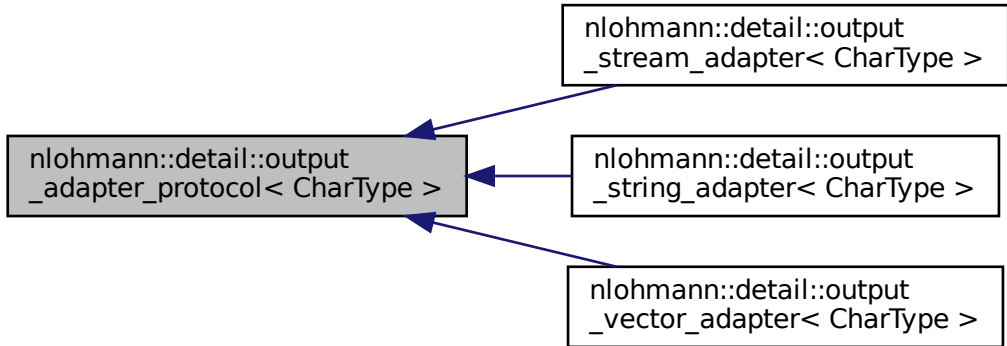 nlohmann::detail::output
_stream_adapter< CharType >
nlohmann::detail::output
_adapter_protocol< CharType >
nlohmann::detail::output
_string_adapter< CharType >
nlohmann::detail::output
_vector_adapter< CharType >